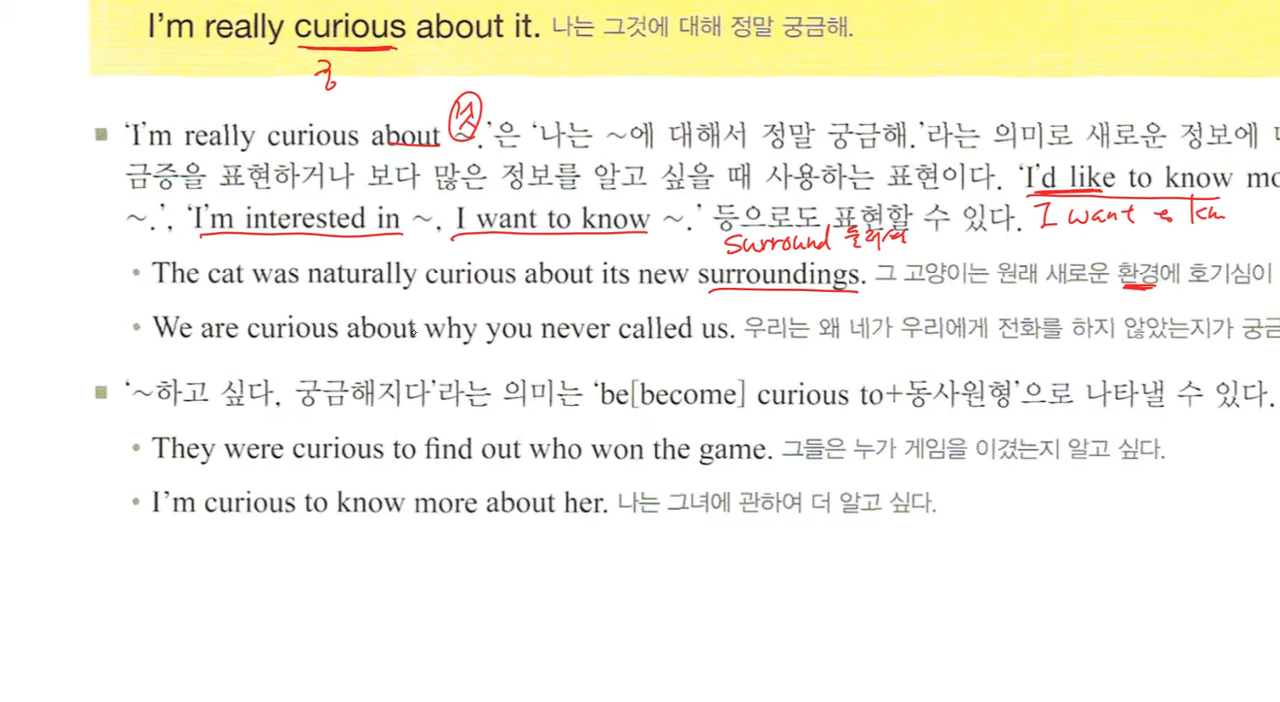 I'm really curious about it. 나는 그것에 대해 정말 궁금해.
궁
'I'm really curious about ~.'은 '나는 ~에 대해서 정말 궁금해.'라는 의미로 새로운 정보에 대
금증을 표현하거나 보다 많은 정보를 알고 싶을 때 사용하는 표현이다. 'I'd like to know mo
~.', 'I'm interested in ~, I want to know ~.' 등으로도 표현할 수 있다. I want to kn
surround
• The cat was naturally curious about its new surroundings. 그 고양이는 원래 새로운 환경에 호기심이
• We are curious about why you never called us. 우리는 왜 네가 우리에게 전화를 하지 않았는지가 궁금
'~하고 싶다, 궁금해지다'라는 의미는 'be[become] curious to+동사원형'으로 나타낼 수 있다.
• They were curious to find out who won the game. 그들은 누가 게임을 이겼는지 알고 싶다.
• I'm curious to know more about her. 나는 그녀에 관하여 더 알고 싶다.